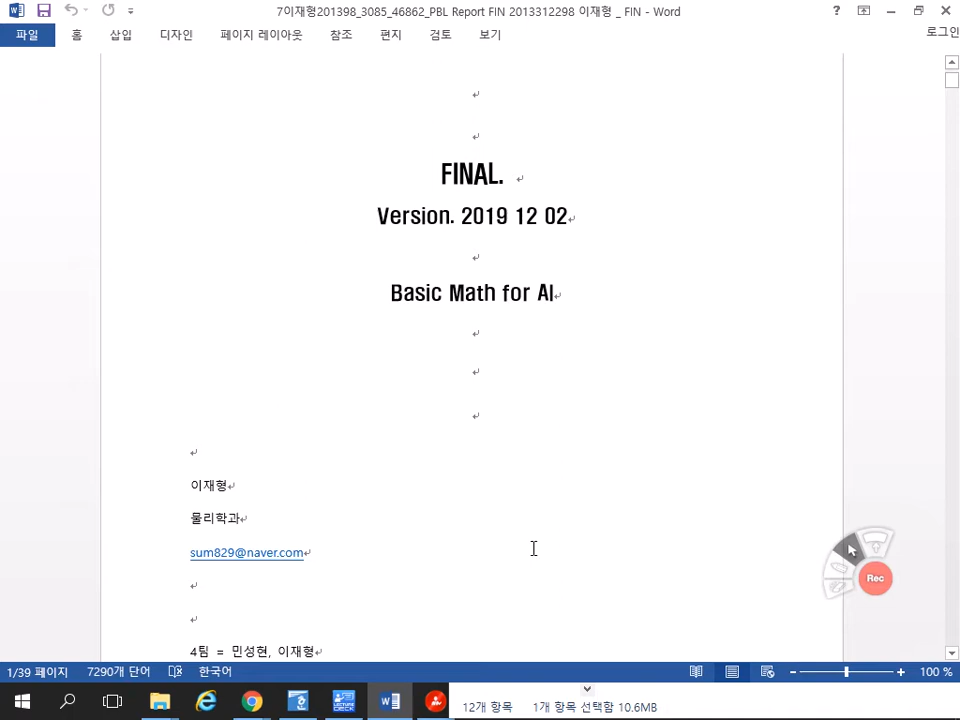 7이재형201398_3085_46862_PBL Report FIN 2013312298 이재형 _ FIN - Word
파일 홈 삽입 디자인 페이지 레이아웃 참조 편지 검토 보기 로그인
FINAL.
Version. 2019 12 02
Basic Math for AI
이재형
물리학과
sum829@naver.com
4팀 = 민성현, 이재형
Rec
1/39 페이지 7290개 단어 한국어 100 %
LECTURE CHECK
12개 항목 1개 항목 선택함 10.6MB